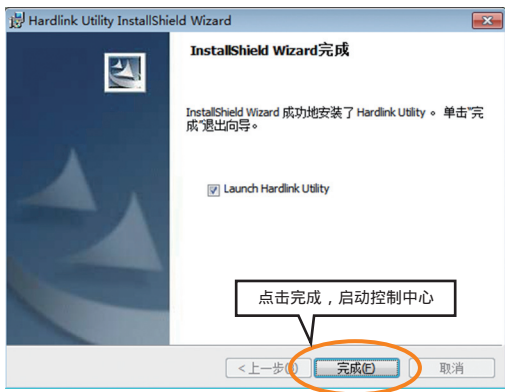 Hardlink Utility InstallShield Wizard
InstallShield Wizard完成
InstallShield Wizard 成功地安装了 Hardlink Utility 。 单击“完
成”退出向导。
Launch Hardlink Utility
点击完成，启动控制中心
<上一步(B)
完成(F)
取消